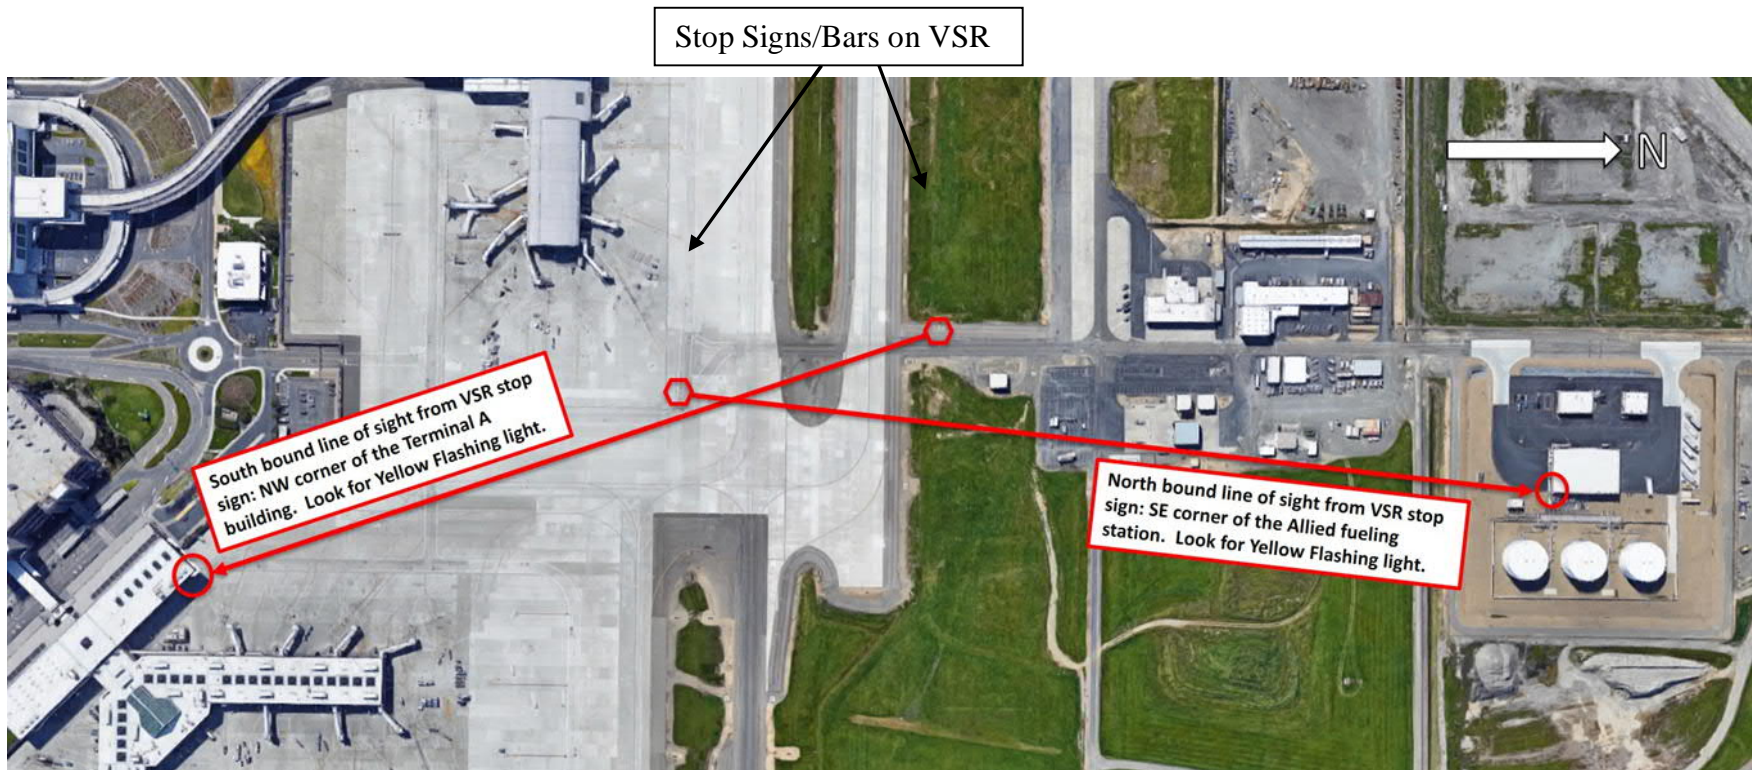 Stop Signs/Bars on VSR
N
South bound line of sight from VSR stop
sign: NW corner of the Terminal A
building.  Look for Yellow Flashing light.
North bound line of sight from VSR stop
sign: SE corner of the Allied fueling
station.  Look for Yellow Flashing light.